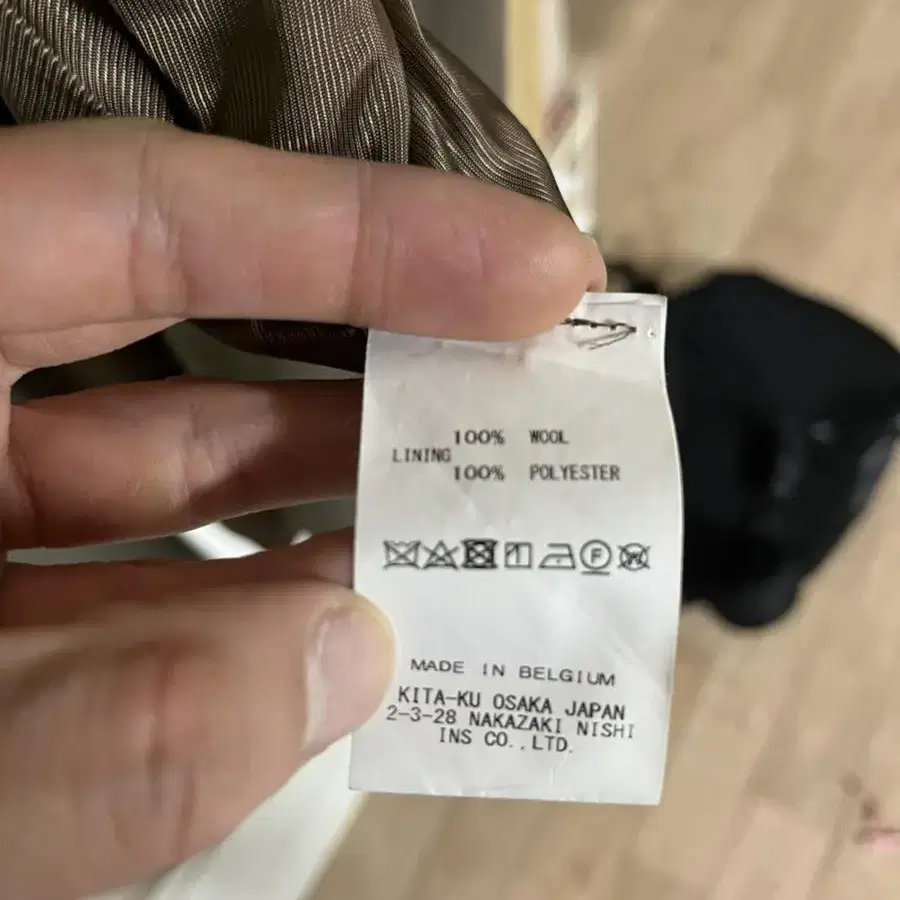 100% WOOL
LINING
100% POLYESTER
F
W
MADE IN BELGIUM
KITA-KU OSAKA JAPAN
2-3-28 NAKAZAKI NISHI
INS CO.,LTD.